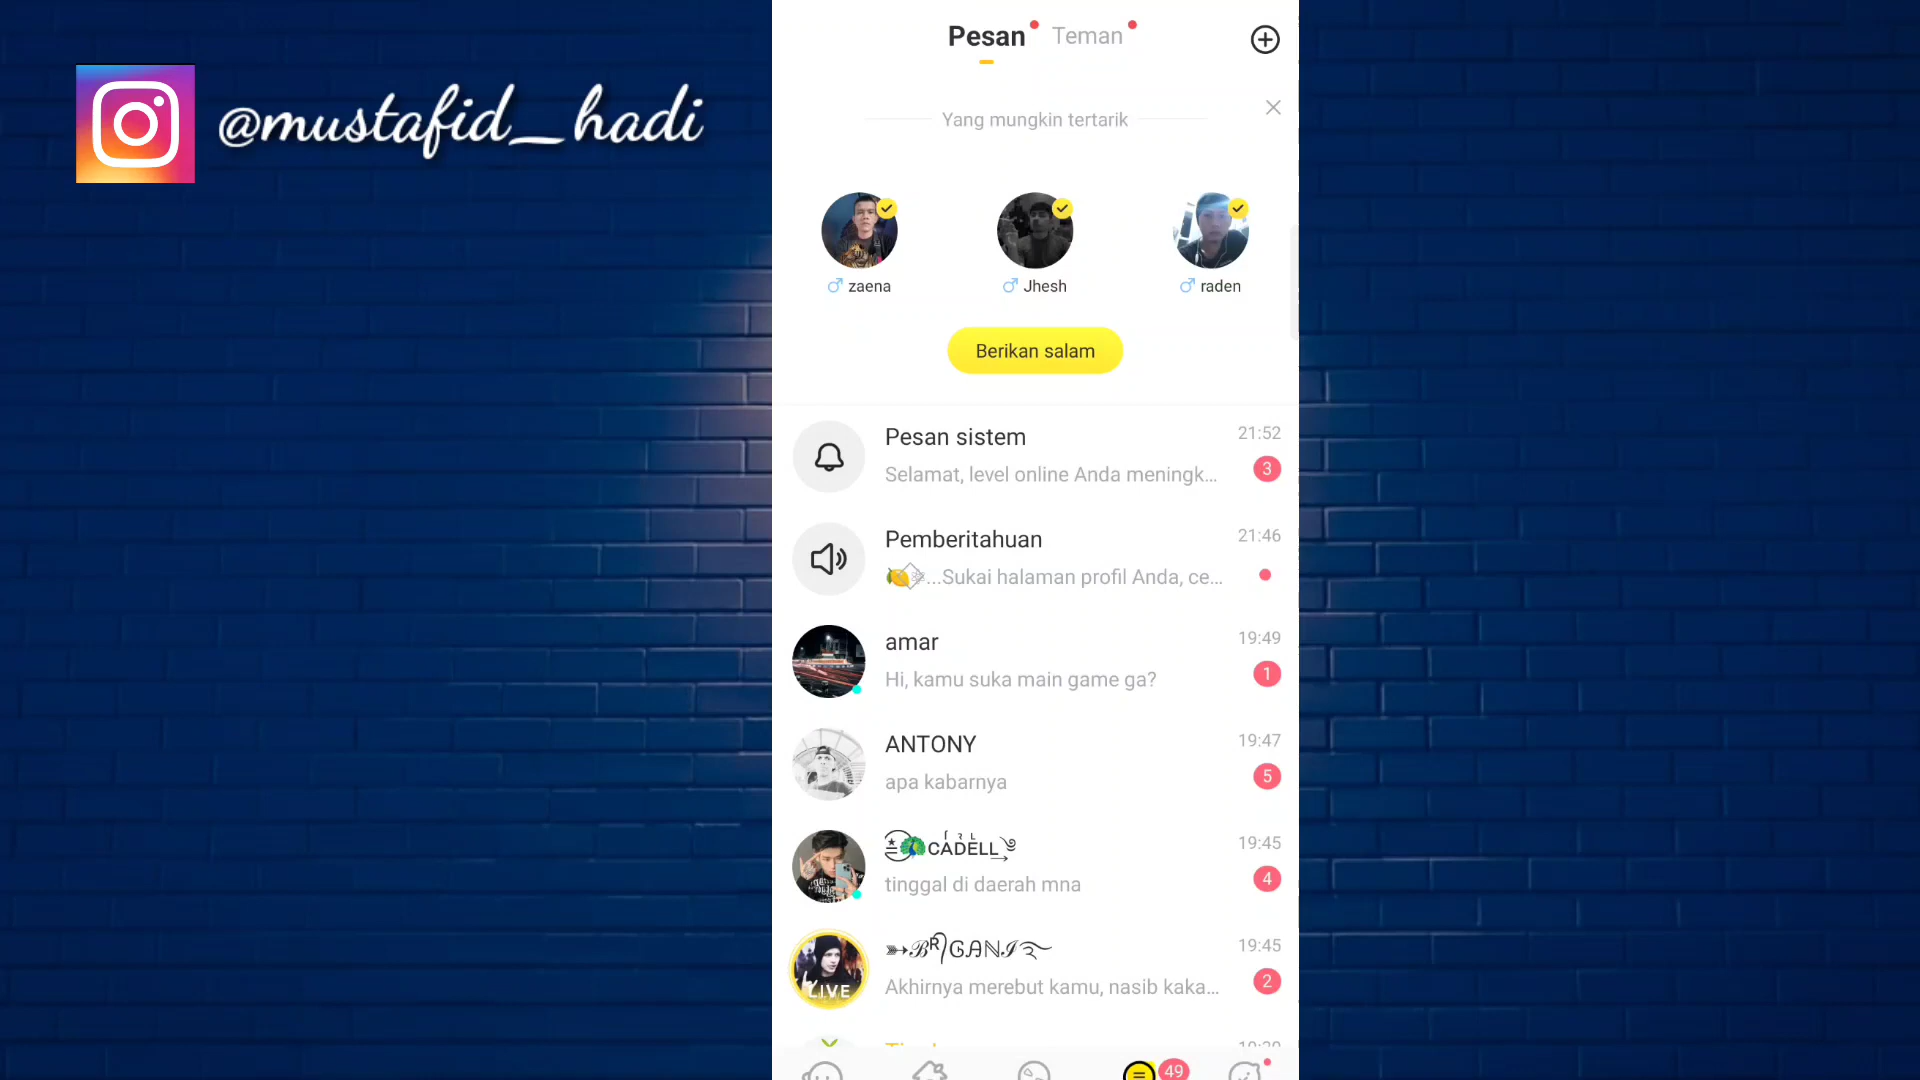 @mustafid_hadi
Pesan Teman
Yang mungkin tertarik
zaena
Jhesh
raden
Berikan salam
Pesan sistem
21:52
Selamat, level online Anda meningk...
3
Pemberitahuan
21:46
...Sukai halaman profil Anda, ce...
amar
19:49
Hi, kamu suka main game ga?
1
ANTONY
19:47
apa kabarnya
5
CADELL
19:45
tinggal di daerah mna
4
➳ℬᴿ᭄GANI
19:45
LIVE
Akhirnya merebut kamu, nasib kaka...
2
49